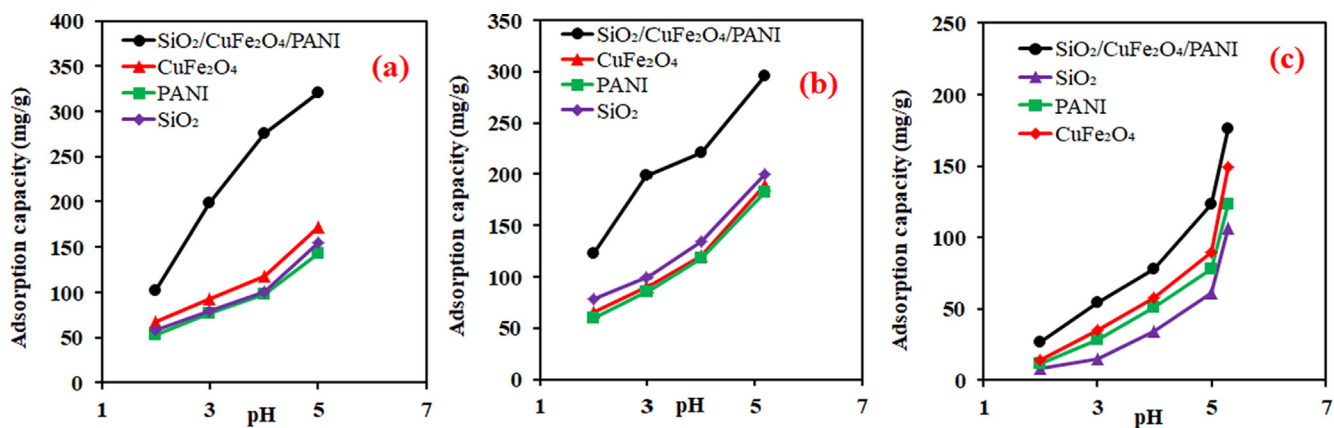 Adsorption capacity (mg/g)
400
350
300
250
200
150
100
50
0
1
3
5
7
pH
SiO₂/CuFe₂O₄/PANI
CuFe₂O₄
PANI
SiO₂
(a)
Adsorption capacity (mg/g)
350
300
250
200
150
100
50
0
1
3
5
7
pH
SiO₂/CuFe₂O₄/PANI
CuFe₂O₄
PANI
SiO₂
(b)
Adsorption capacity (mg/g)
250
200
150
100
50
0
1
3
5
7
pH
SiO₂/CuFe₂O₄/PANI
SiO₂
PANI
CuFe₂O₄
(c)